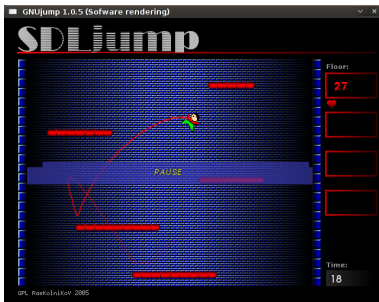 GNUjump 1.0.5 (Sofware rendering)
SDLjump
Floor:
27
PAUSE
Time:
18
GPL RasKolniKoV 2005